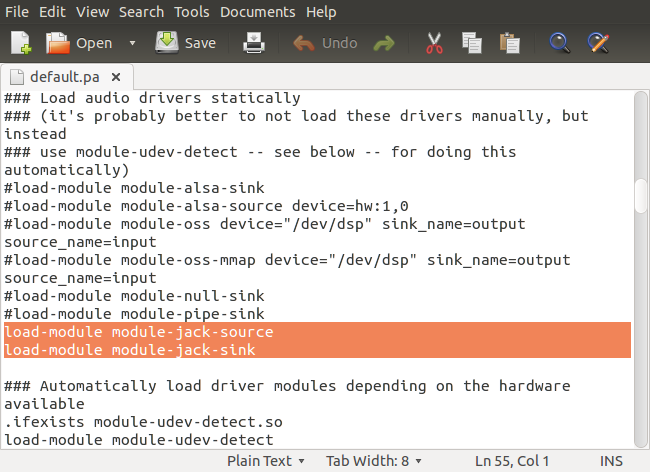 File Edit View Search Tools Documents Help
Open Save Undo
default.pa
### Load audio drivers statically
### (it's probably better to not load these drivers manually, but
instead
### use module-udev-detect -- see below -- for doing this
automatically)
#load-module module-alsa-sink
#load-module module-alsa-source device=hw:1,0
#load-module module-oss device="/dev/dsp" sink_name=output
source_name=input
#load-module module-oss-mmap device="/dev/dsp" sink_name=output
source_name=input
#load-module module-null-sink
#load-module module-pipe-sink
load-module module-jack-source
load-module module-jack-sink
### Automatically load driver modules depending on the hardware
available
.ifexists module-udev-detect.so
load-module module-udev-detect
Plain Text Tab Width: 8 Ln 55, Col 1 INS